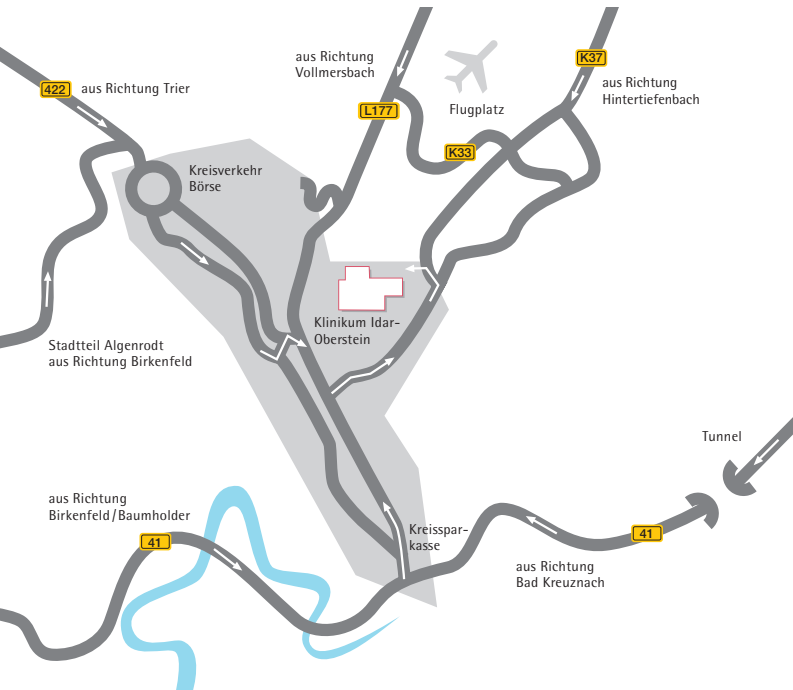 aus Richtung
Vollmersbach
K37
422
aus Richtung Trier
aus Richtung
Hintertiefenbach
L177
Flugplatz
K33
Kreisverkehr
Börse
Klinikum Idar-
Oberstein
Stadtteil Algenrodt
aus Richtung Birkenfeld
Tunnel
aus Richtung
Birkenfeld/Baumholder
41
Kreisspar-
kasse
41
aus Richtung
Bad Kreuznach